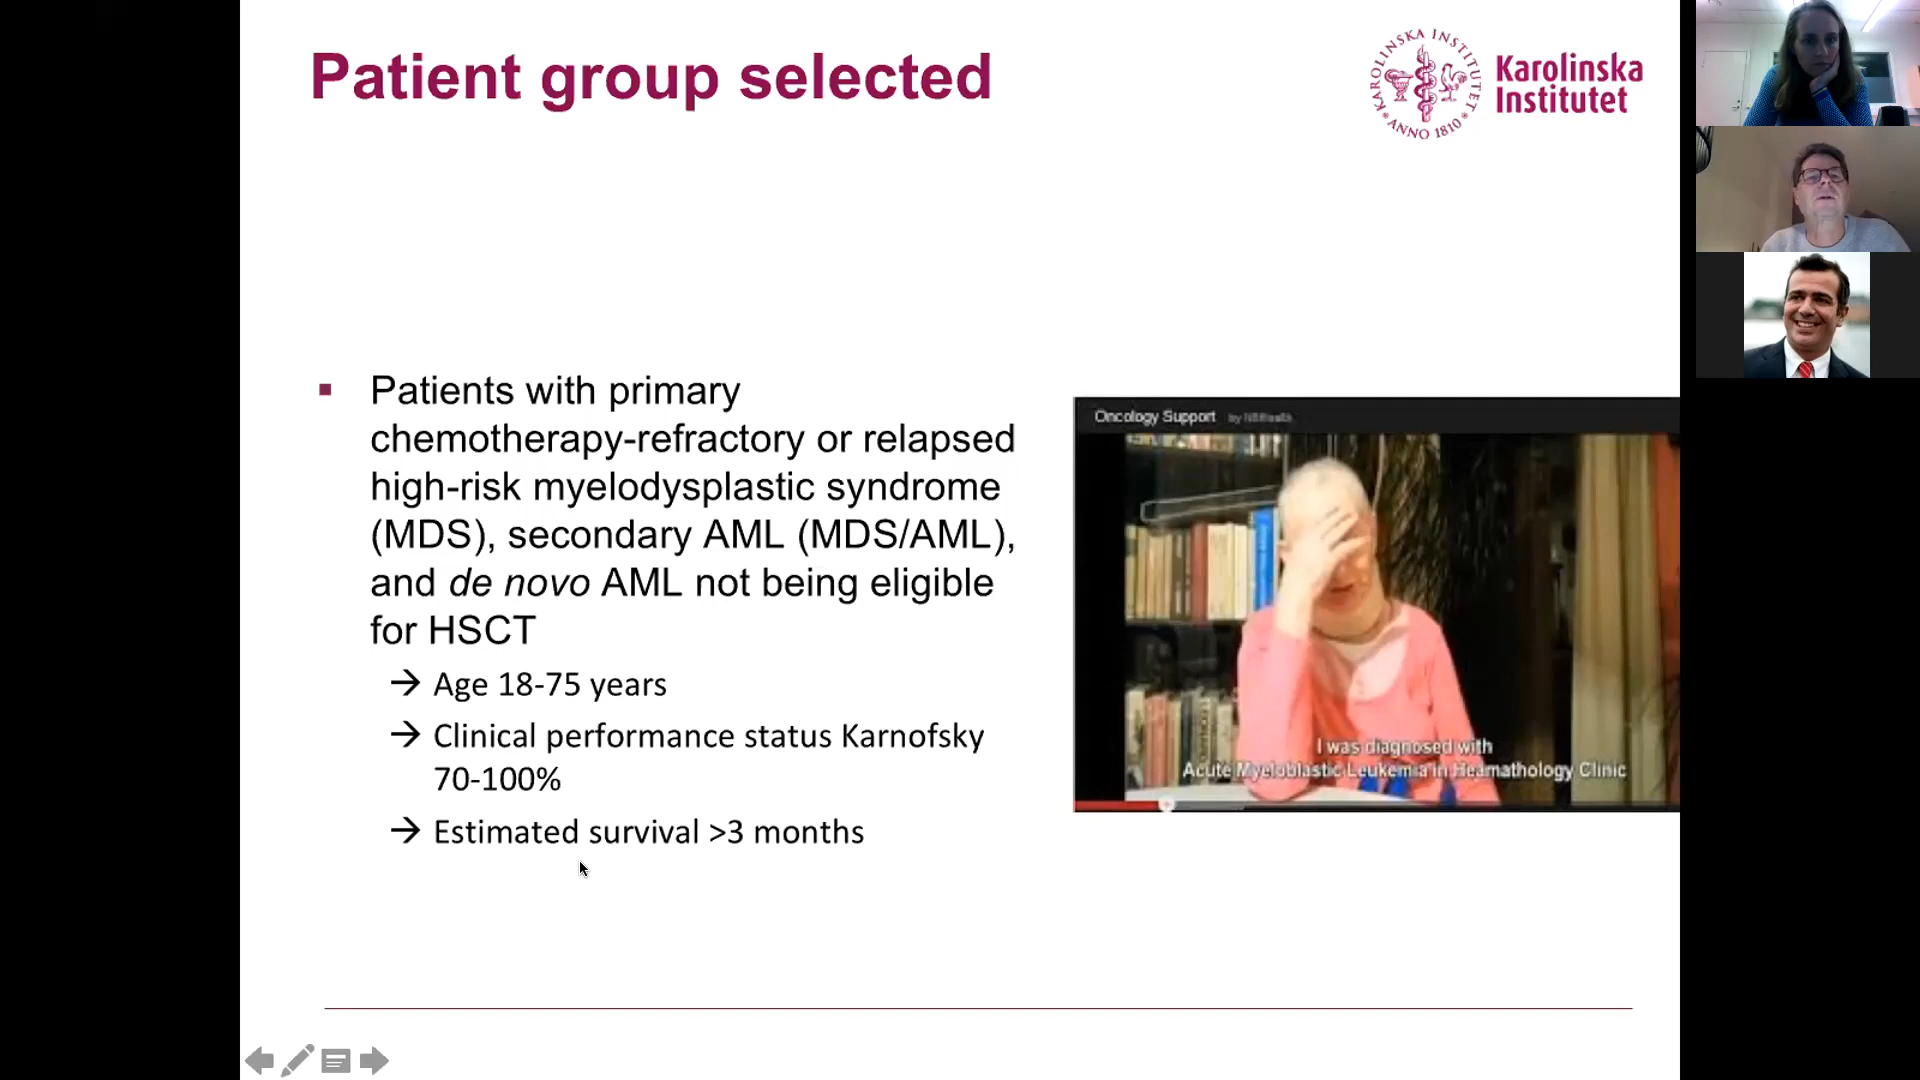 Patient group selected
KAROLINSKA INSTITUTET
ANNO 1810
Karolinska
Institutet
Patients with primary
chemotherapy-refractory or relapsed
high-risk myelodysplastic syndrome
(MDS), secondary AML (MDS/AML),
and de novo AML not being eligible
for HSCT
→ Age 18-75 years
→ Clinical performance status Karnofsky
70-100%
→ Estimated survival >3 months
Oncology Support
I was diagnosed with
Acute Myeloblastic Leukemia in Heamathology Clinic